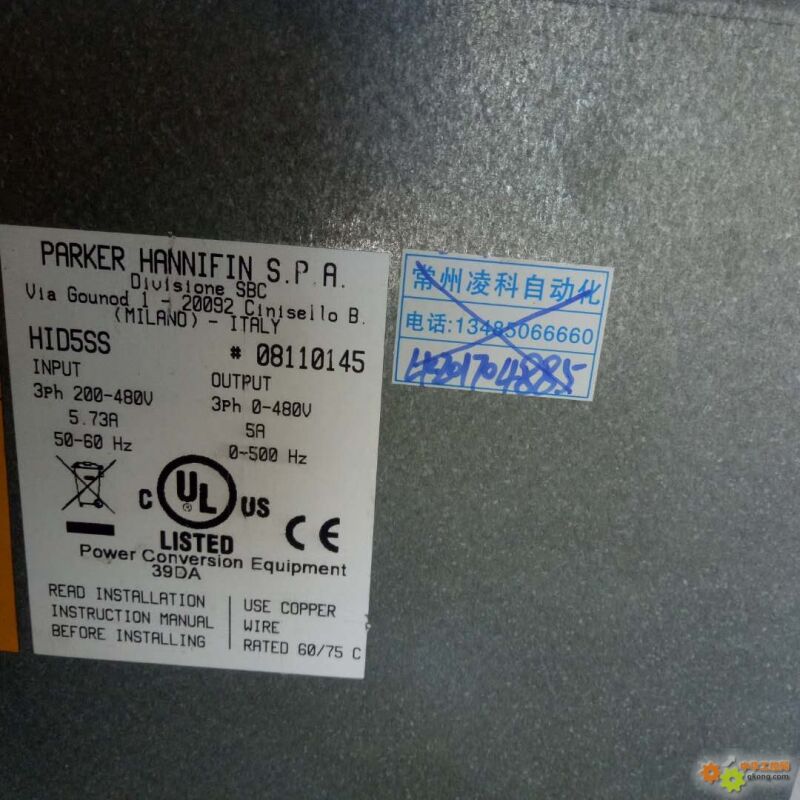 PARKER HANNIFIN S.P.A.
Divisione SBC
Via Gounod 1 - 20092 Cinisello B.
(MILANO) - ITALY
HID5SS
# 08110145
INPUT
3Ph 200-480V
5.73A
50-60 Hz
OUTPUT
3Ph 0-480V
5A
0-500 Hz
C UL US
LISTED
CE
Power Conversion Equipment
39DA
READ INSTALLATION
INSTRUCTION MANUAL
BEFORE INSTALLING
USE COPPER
WIRE
RATED 60/75 C
常州凌科自动化
电话:13485066660
gkong.com